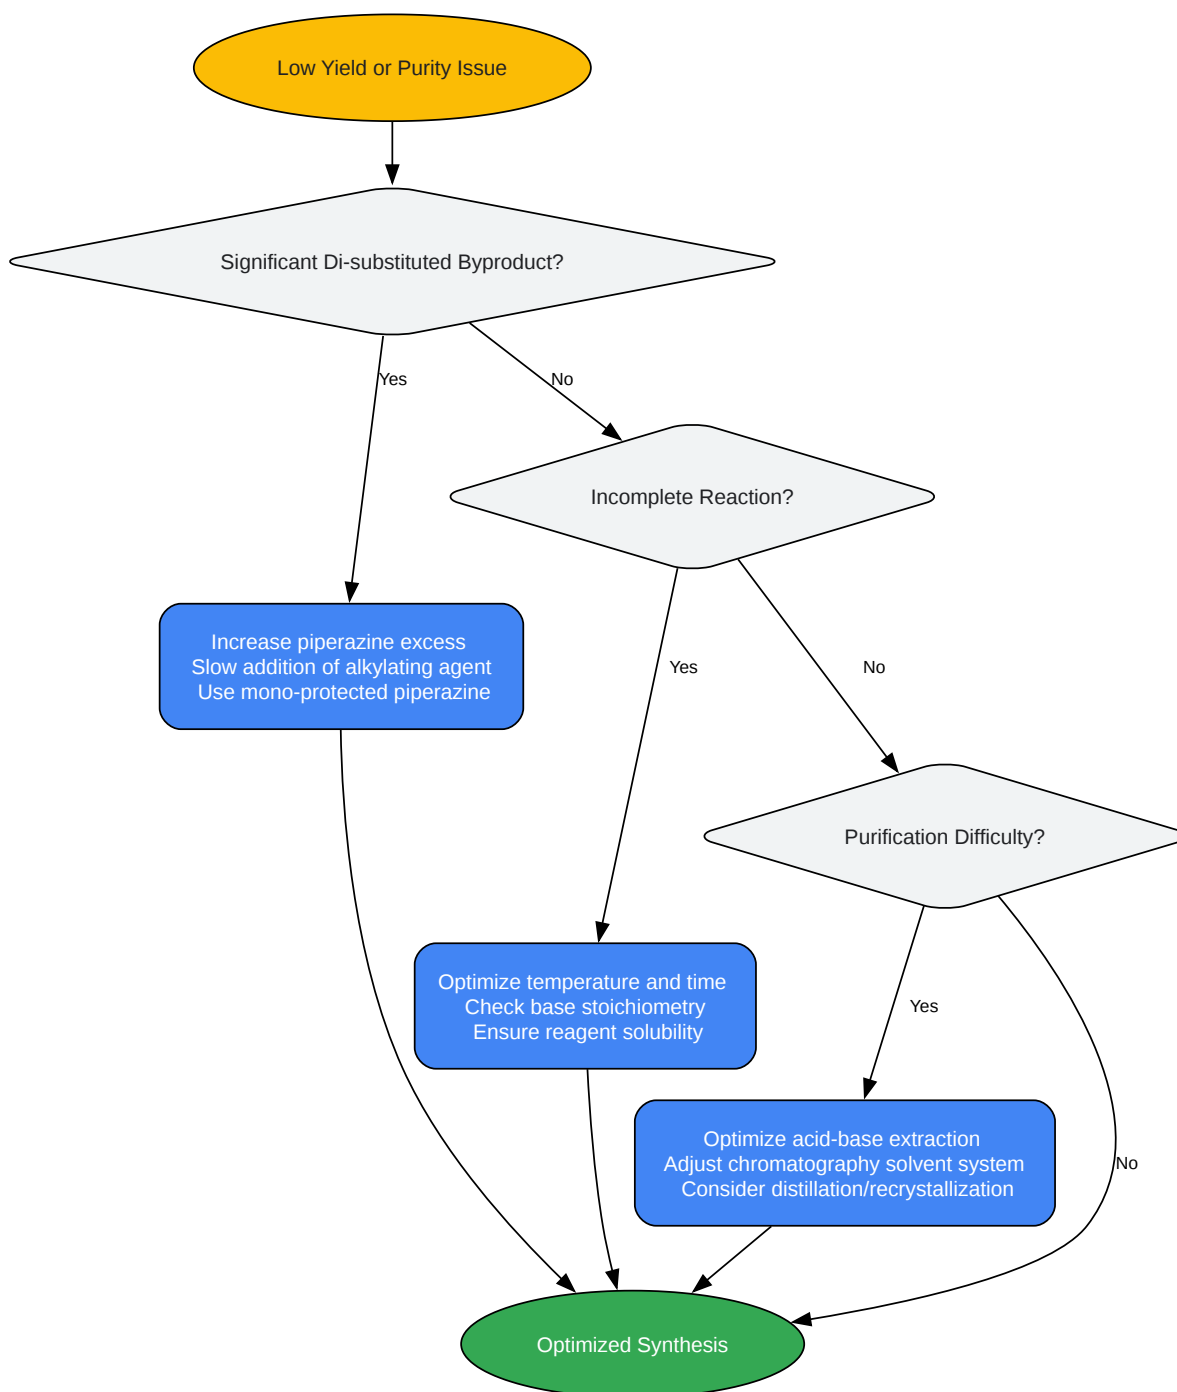 Low Yield or Purity Issue
Significant Di-substituted Byproduct?
Yes
No
Incomplete Reaction?
Increase piperazine excess
Slow addition of alkylating agent
Use mono-protected piperazine
Yes
No
Purification Difficulty?
Optimize temperature and time
Check base stoichiometry
Ensure reagent solubility
Yes
Optimize acid-base extraction
Adjust chromatography solvent system
Consider distillation/recrystallization
No
Optimized Synthesis